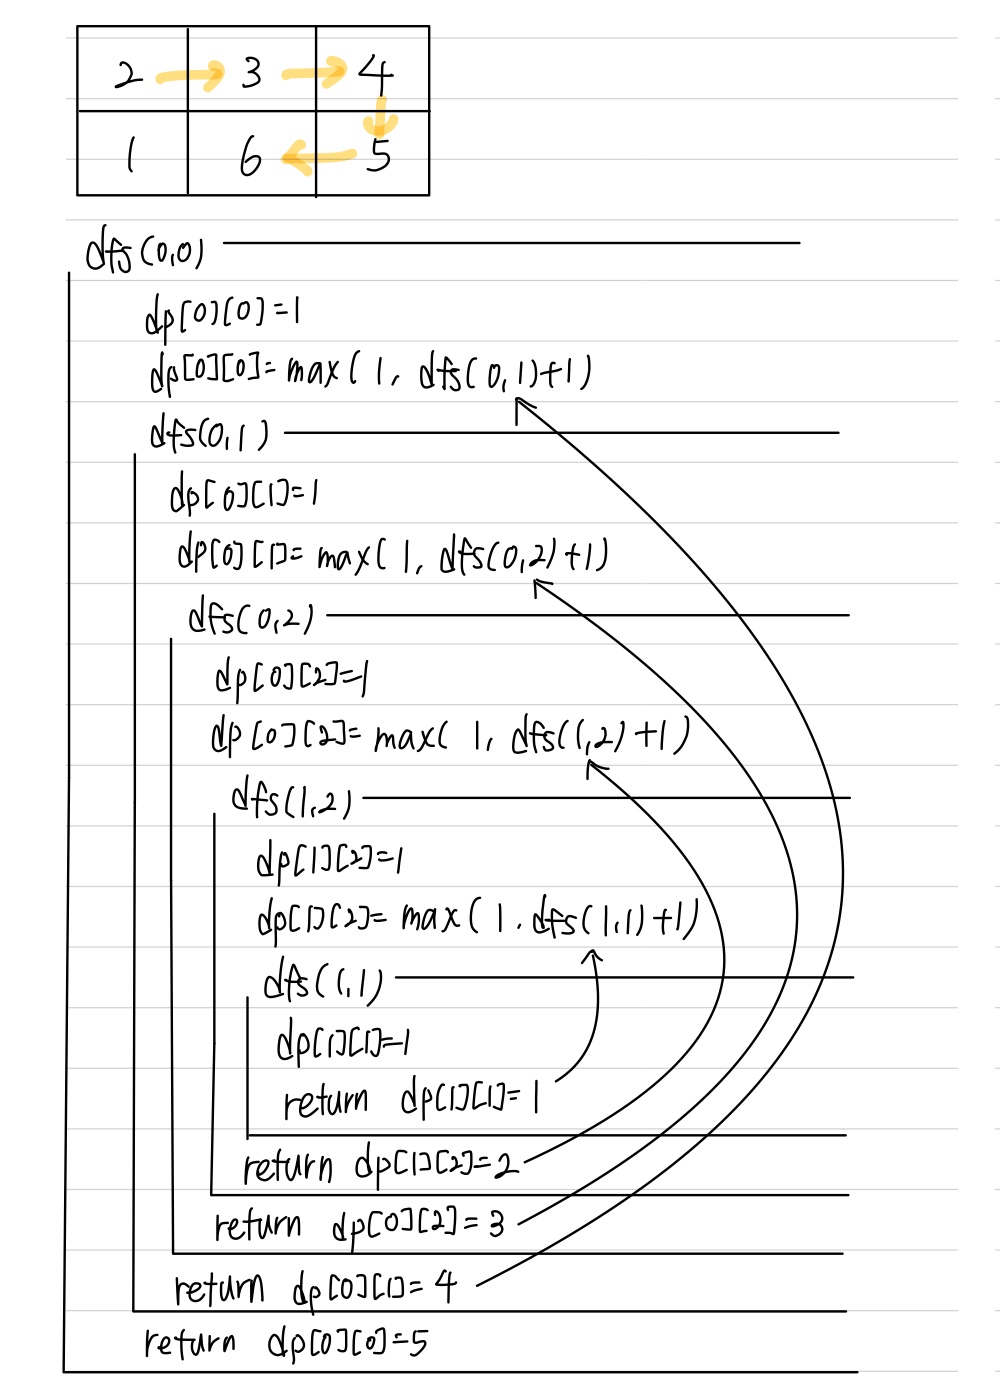 2 3 4
1 6 5
dfs(0,0)
dp[0][0]=1
dp[0][0]=max(1, dfs(0,1)+1)
dfs(0,1)
dp[0][1]=1
dp[0][1]=max(1, dfs(0,2)+1)
dfs(0,2)
dp[0][2]=1
dp[0][2]=max(1, dfs(1,2)+1)
dfs(1,2)
dp[1][2]=1
dp[1][2]=max(1, dfs(1,1)+1)
dfs(1,1)
dp[1][1]=1
return dp[1][1]=1
return dp[1][2]=2
return dp[0][2]=3
return dp[0][1]=4
return dp[0][0]=5